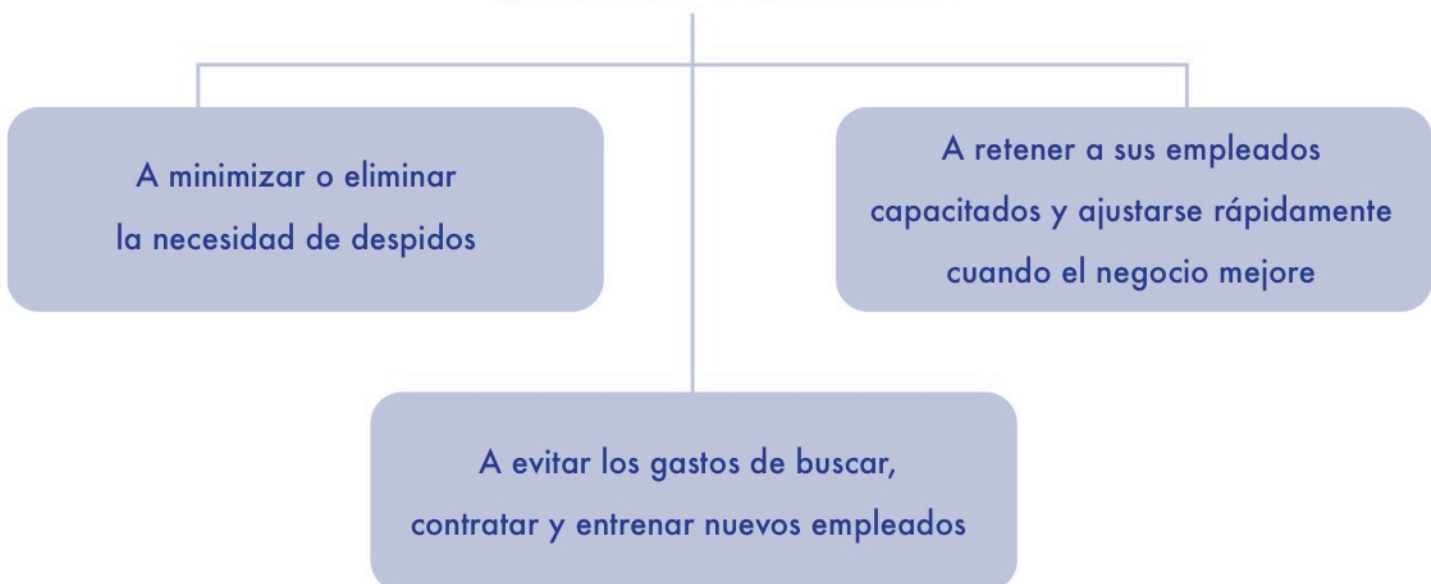 A minimizar o eliminar
la necesidad de despidos
A retener a sus empleados
capacitados y ajustarse rápidamente
cuando el negocio mejore
A evitar los gastos de buscar,
contratar y entrenar nuevos empleados